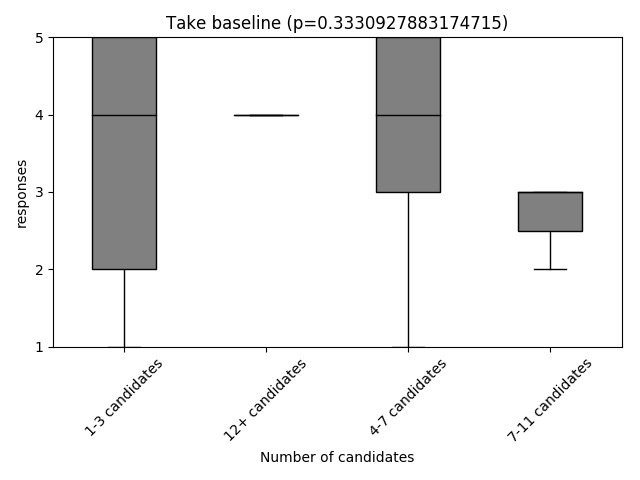 Take baseline (p=0.3330927883174715)
5
4
3
2
1
responses
1-3 candidates
12+ candidates
4-7 candidates
7-11 candidates
Number of candidates